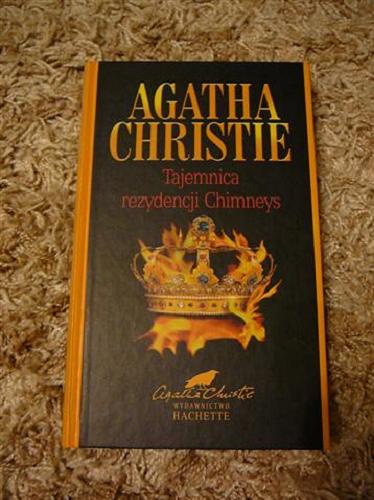 AGATHA
CHRISTIE
Tajemnica
rezydencji Chimneys
Agatha Christie
WYDAWNICTWO
HACHETTE